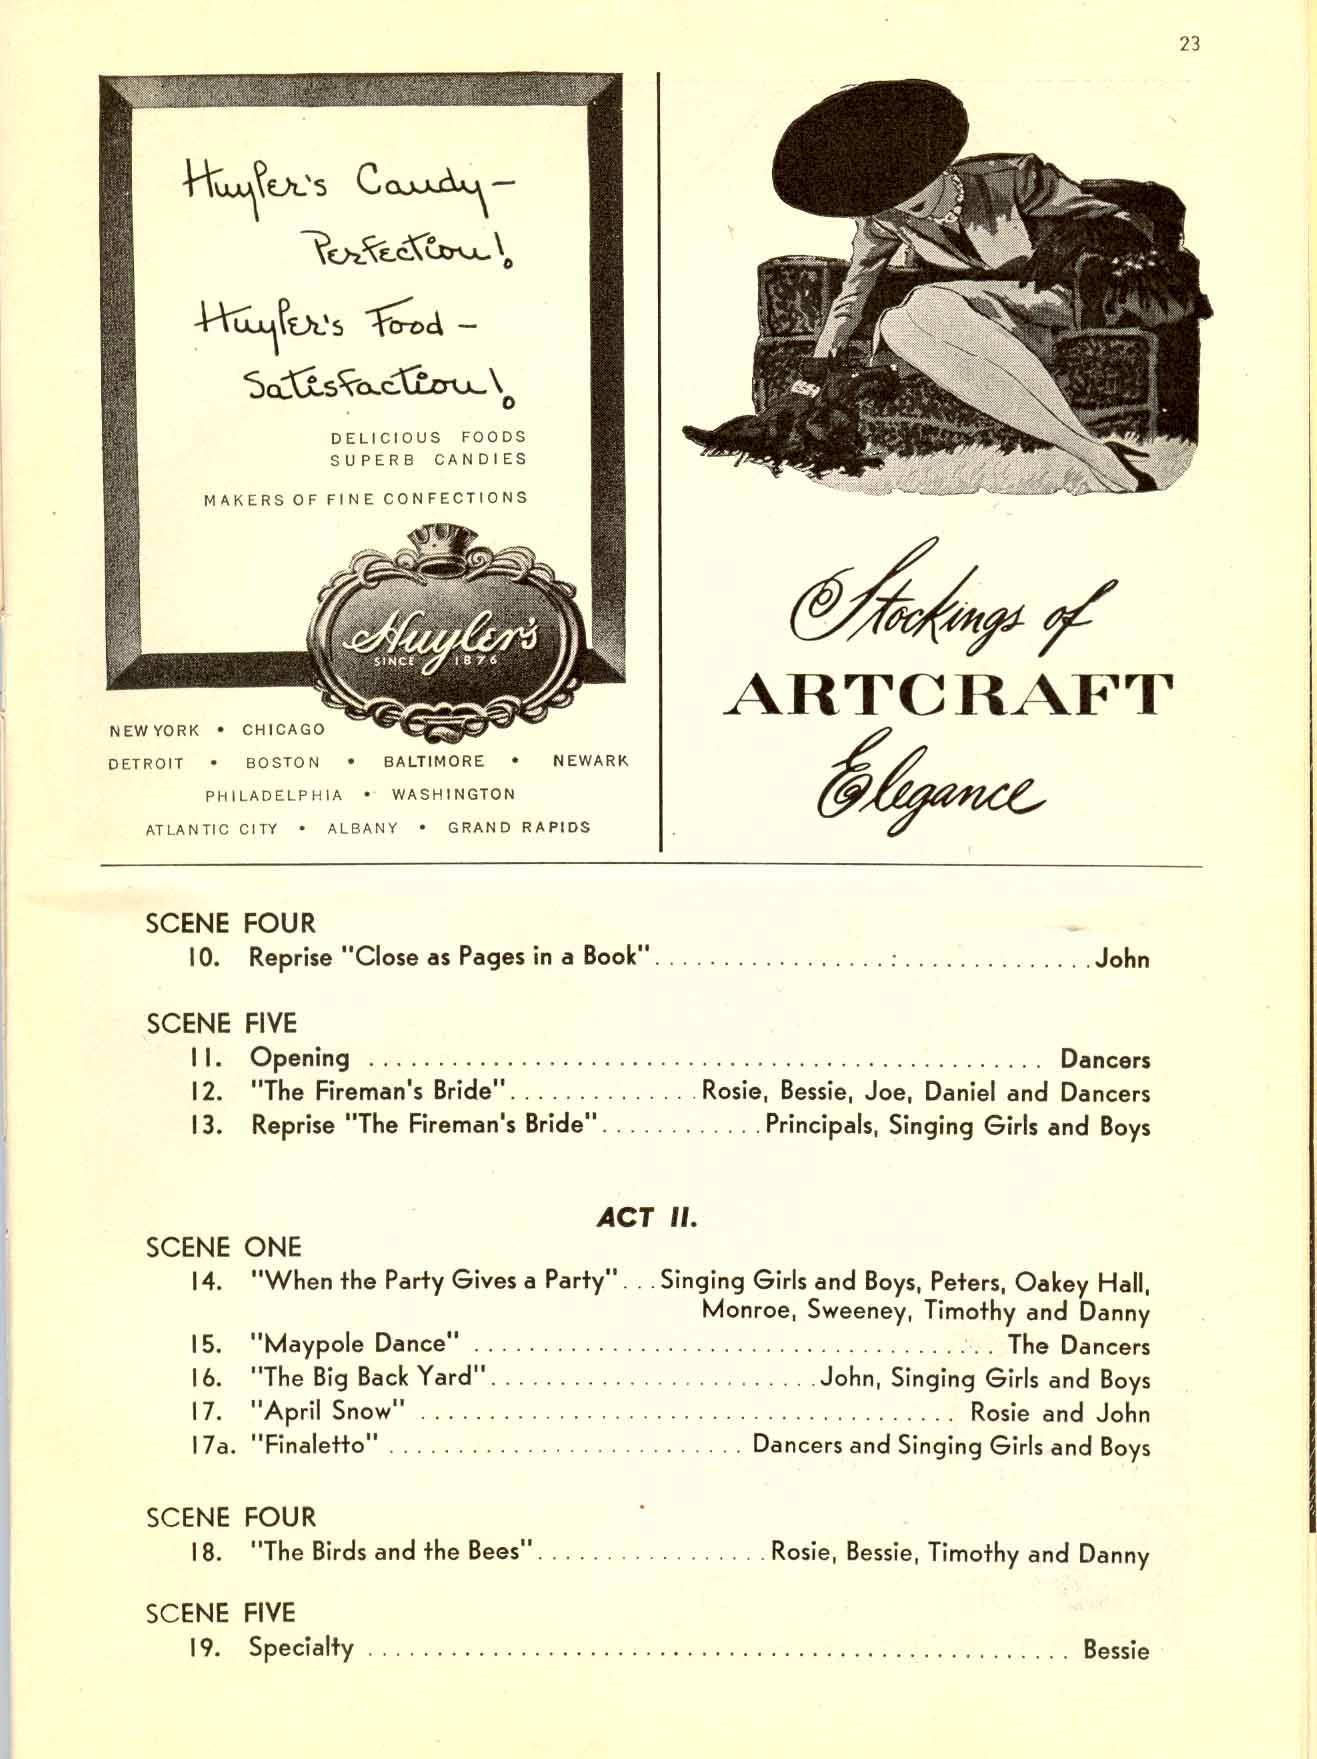 23
Huyler's Candy—
Perfection!
Huyler's Food—
Satisfaction!
DELICIOUS FOODS
SUPERB CANDIES
MAKERS OF FINE CONFECTIONS
Huyler's
SINCE 1876
NEW YORK • CHICAGO
DETROIT • BOSTON • BALTIMORE • NEWARK
PHILADELPHIA • WASHINGTON
ATLANTIC CITY • ALBANY • GRAND RAPIDS
Stockings of
ARTCRAFT
Elegance
SCENE FOUR
10. Reprise "Close as Pages in a Book" . . . . . . . . . . John
SCENE FIVE
11. Opening . . . . . . . . . . Dancers
12. "The Fireman's Bride" . . . . . . . . . . Rosie, Bessie, Joe, Daniel and Dancers
13. Reprise "The Fireman's Bride" . . . . . . . . . . Principals, Singing Girls and Boys
ACT II.
SCENE ONE
14. "When the Party Gives a Party" . . . Singing Girls and Boys, Peters, Oakey Hall,
Monroe, Sweeney, Timothy and Danny
15. "Maypole Dance" . . . . . . . . . . The Dancers
16. "The Big Back Yard" . . . . . . . . . . John, Singing Girls and Boys
17. "April Snow" . . . . . . . . . . Rosie and John
17a. "Finaletto" . . . . . . . . . . Dancers and Singing Girls and Boys
SCENE FOUR
18. "The Birds and the Bees" . . . . . . . . . . Rosie, Bessie, Timothy and Danny
SCENE FIVE
19. Specialty . . . . . . . . . . Bessie